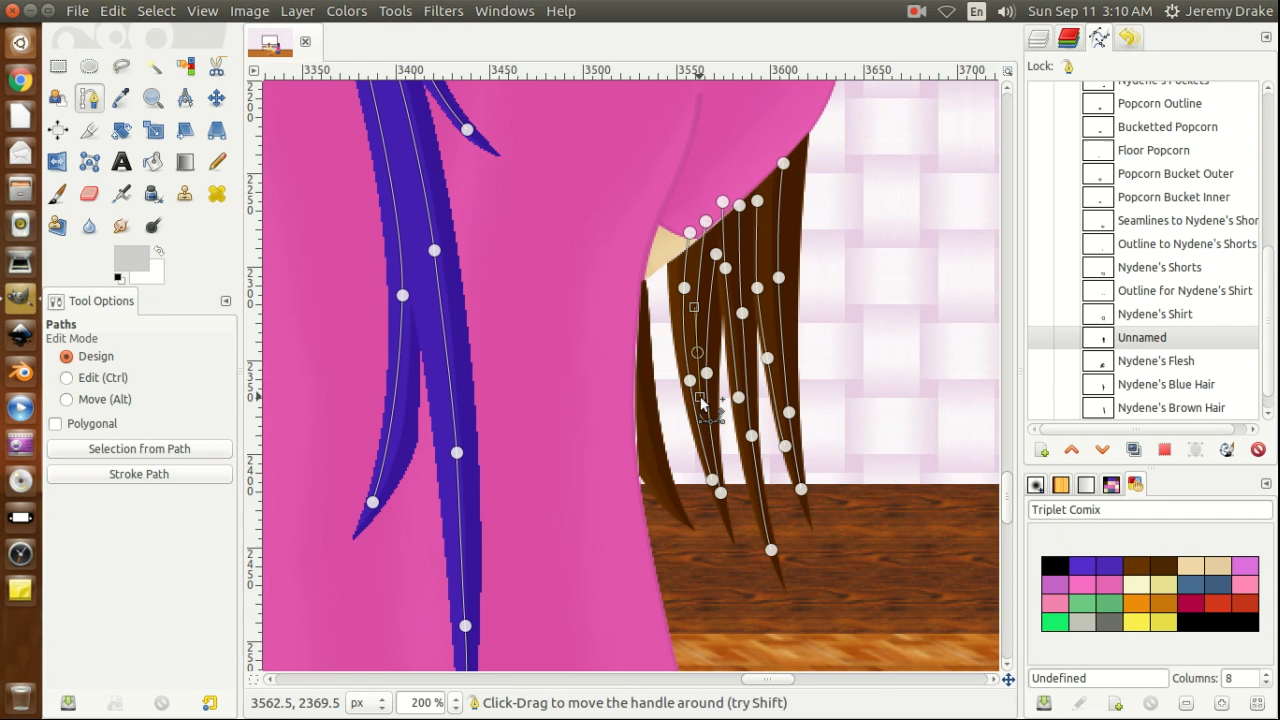 File Edit Select View Image Layer Colors Tools Filters Windows Help En Sun Sep 11 3:10 AM Jeremy Drake
3350 3400 3450 3500 3550 3600 3650 3700
Lock:
Popcorn Outline
Bucketted Popcorn
Floor Popcorn
Popcorn Bucket Outer
Popcorn Bucket Inner
Seamlines to Nydene's Shor
Outline to Nydene's Shorts
Nydene's Shorts
Outline for Nydene's Shirt
Nydene's Shirt
Unnamed
Nydene's Flesh
Nydene's Blue Hair
Nydene's Brown Hair
Tool Options
Paths
Edit Mode
Design
Edit (Ctrl)
Move (Alt)
Polygonal
Selection from Path
Stroke Path
Triplet Comix
Undefined Columns: 8
3562.5, 2369.5 px 200 % Click-Drag to move the handle around (try Shift)